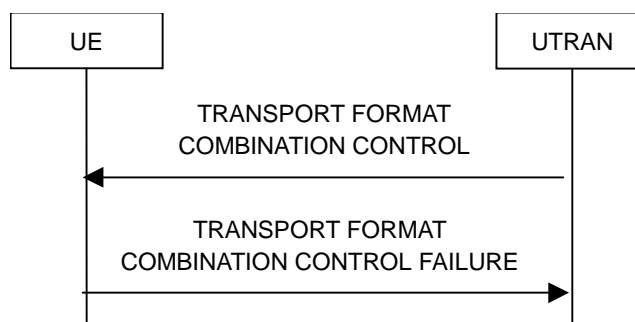 UE
UTRAN
TRANSPORT FORMAT
COMBINATION CONTROL
TRANSPORT FORMAT
COMBINATION CONTROL FAILURE